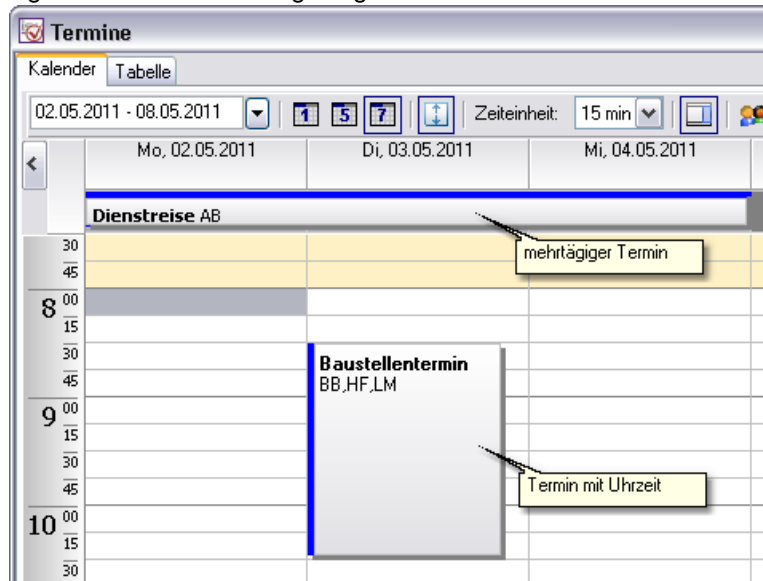 Termine
Kalender Tabelle
02.05.2011 - 08.05.2011 1 5 7 Zeiteinheit: 15 min
Mo, 02.05.2011 Di, 03.05.2011 Mi, 04.05.2011
Dienstreise AB
mehrtägiger Termin
30
45
8 00
15
30
Baustellentermin
45
BB,HF,LM
9 00
15
30
45
Termin mit Uhrzeit
10 00
15
30